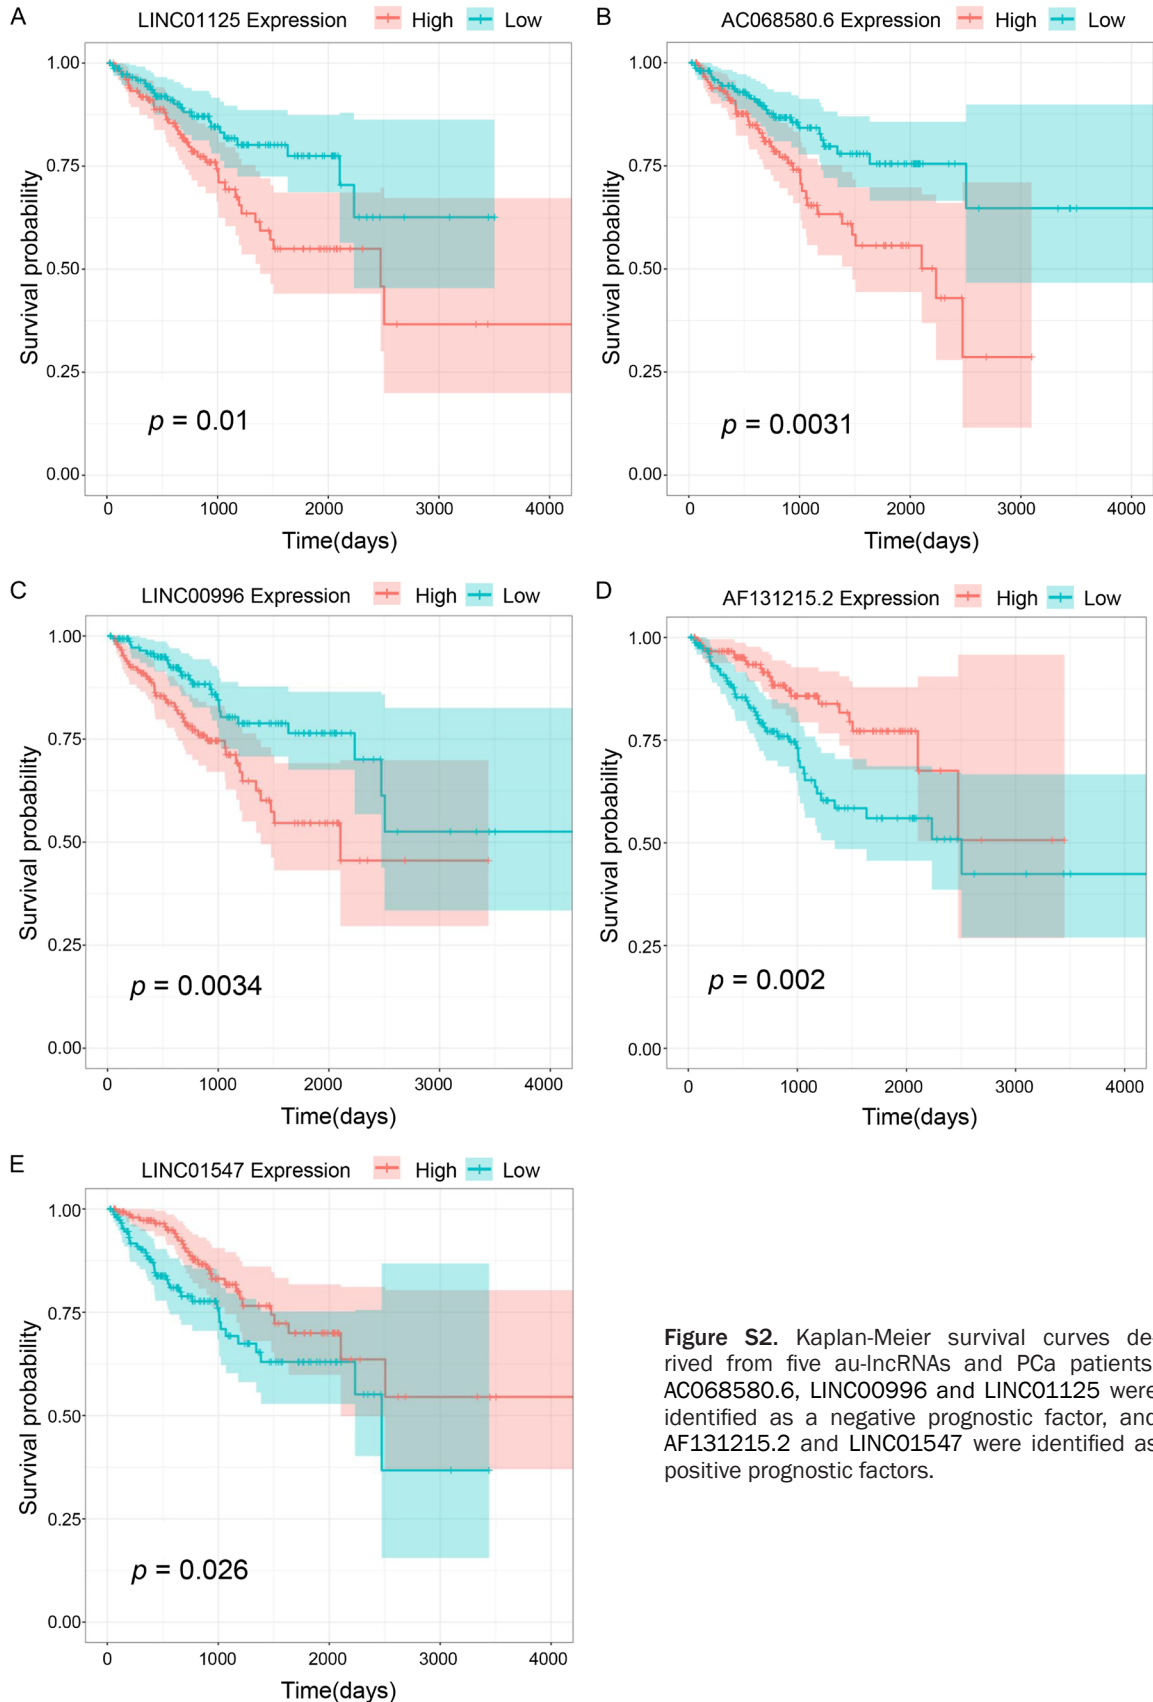 A
LINC01125 Expression High Low
1.00
0.75
0.50
0.25
0.00
Survival probability
p = 0.01
0 1000 2000 3000 4000
Time(days)
B
AC068580.6 Expression High Low
1.00
0.75
0.50
0.25
0.00
Survival probability
p = 0.0031
0 1000 2000 3000 4000
Time(days)
C
LINC00996 Expression High Low
1.00
0.75
0.50
0.25
0.00
Survival probability
p = 0.0034
0 1000 2000 3000 4000
Time(days)
D
AF131215.2 Expression High Low
1.00
0.75
0.50
0.25
0.00
Survival probability
p = 0.002
0 1000 2000 3000 4000
Time(days)
E
LINC01547 Expression High Low
1.00
0.75
0.50
0.25
0.00
Survival probability
p = 0.026
0 1000 2000 3000 4000
Time(days)
Figure S2. Kaplan-Meier survival curves de-
rived from five au-lncRNAs and PCa patients
AC068580.6, LINC00996 and LINC01125 were
identified as a negative prognostic factor, and
AF131215.2 and LINC01547 were identified as
positive prognostic factors.